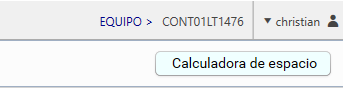 EQUIPO > CONT01LT1476 ▼ christian
Calculadora de espacio